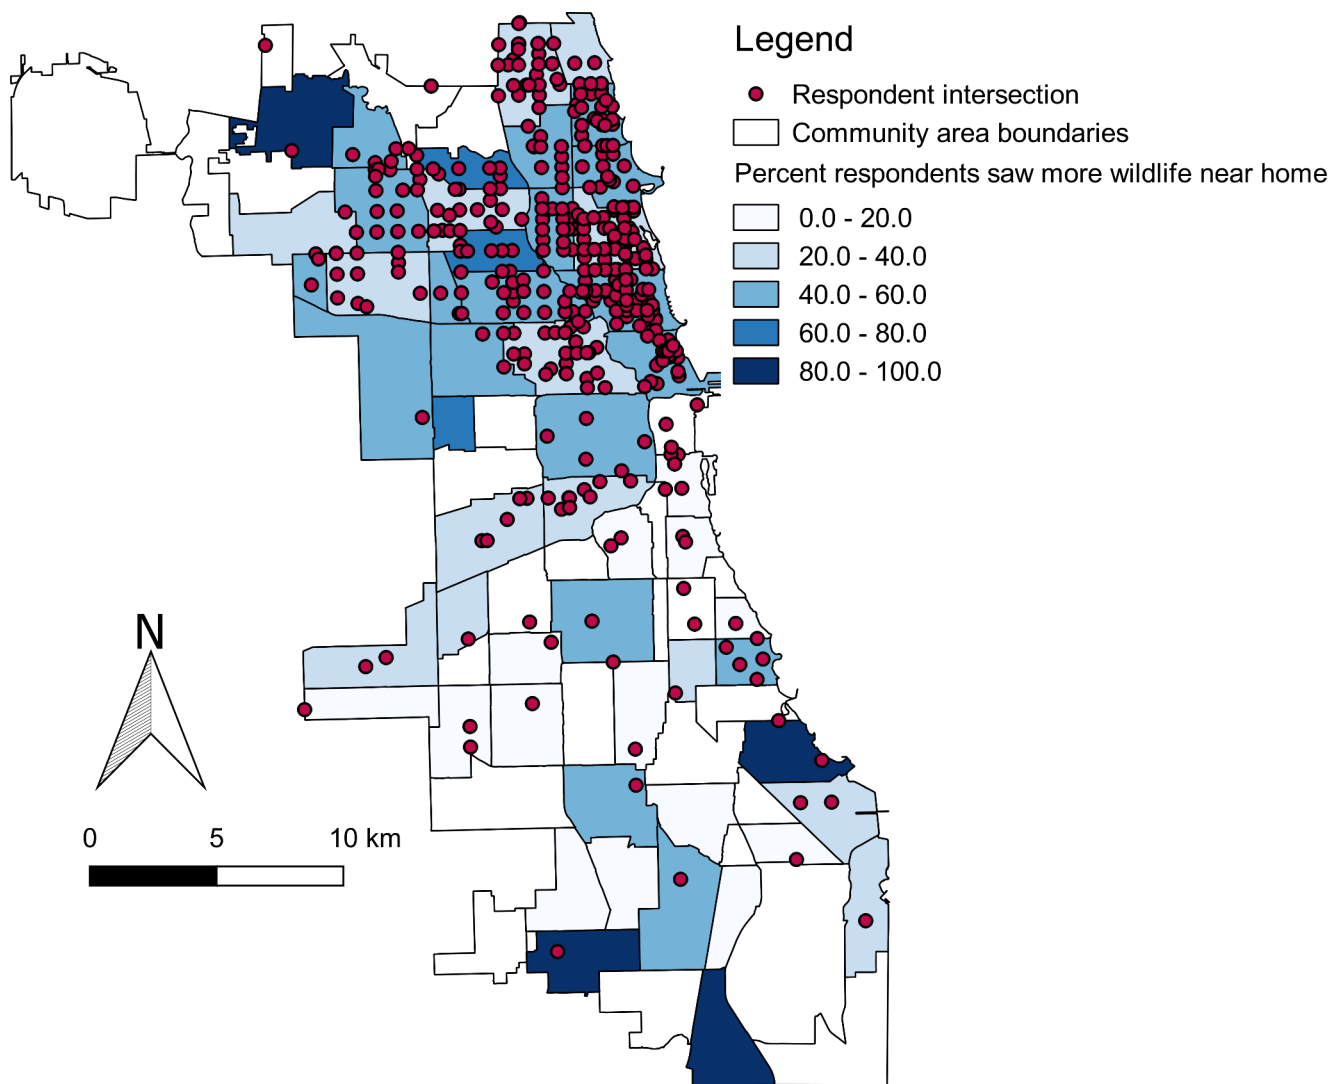 Legend
Respondent intersection
Community area boundaries
Percent respondents saw more wildlife near home
0.0 - 20.0
20.0 - 40.0
40.0 - 60.0
60.0 - 80.0
80.0 - 100.0
N
0 5 10 km